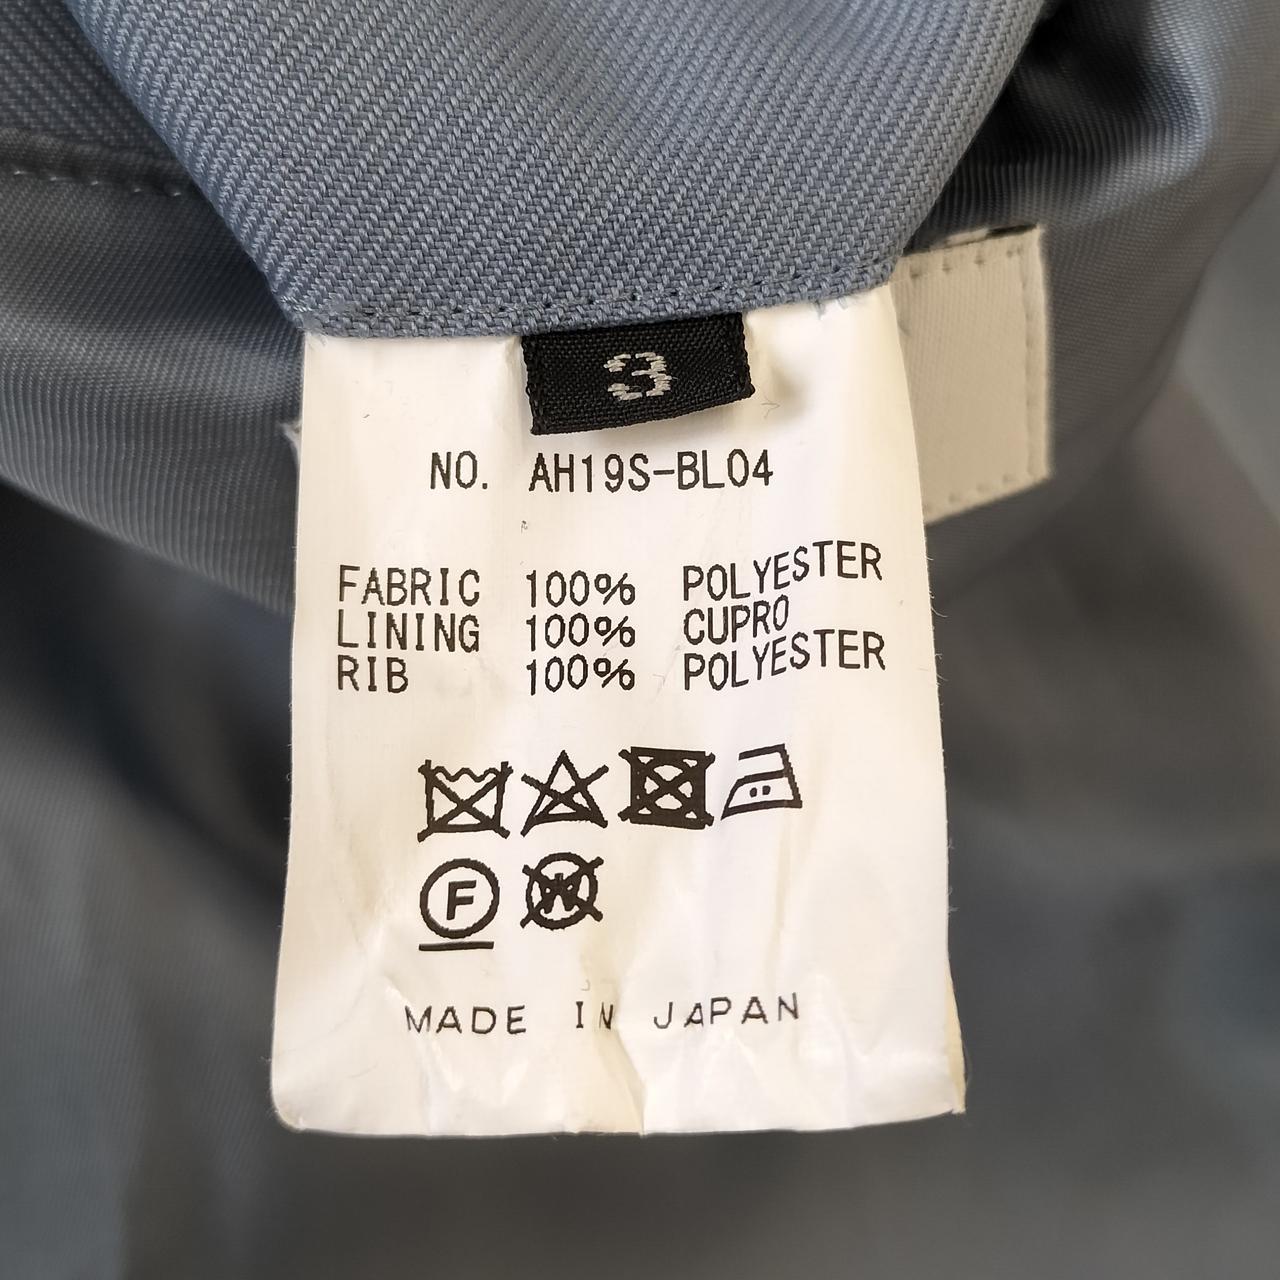 3
NO. AH19S-BL04
FABRIC 100% POLYESTER
LINING 100% CUPRO
RIB 100% POLYESTER
F W
MADE IN JAPAN